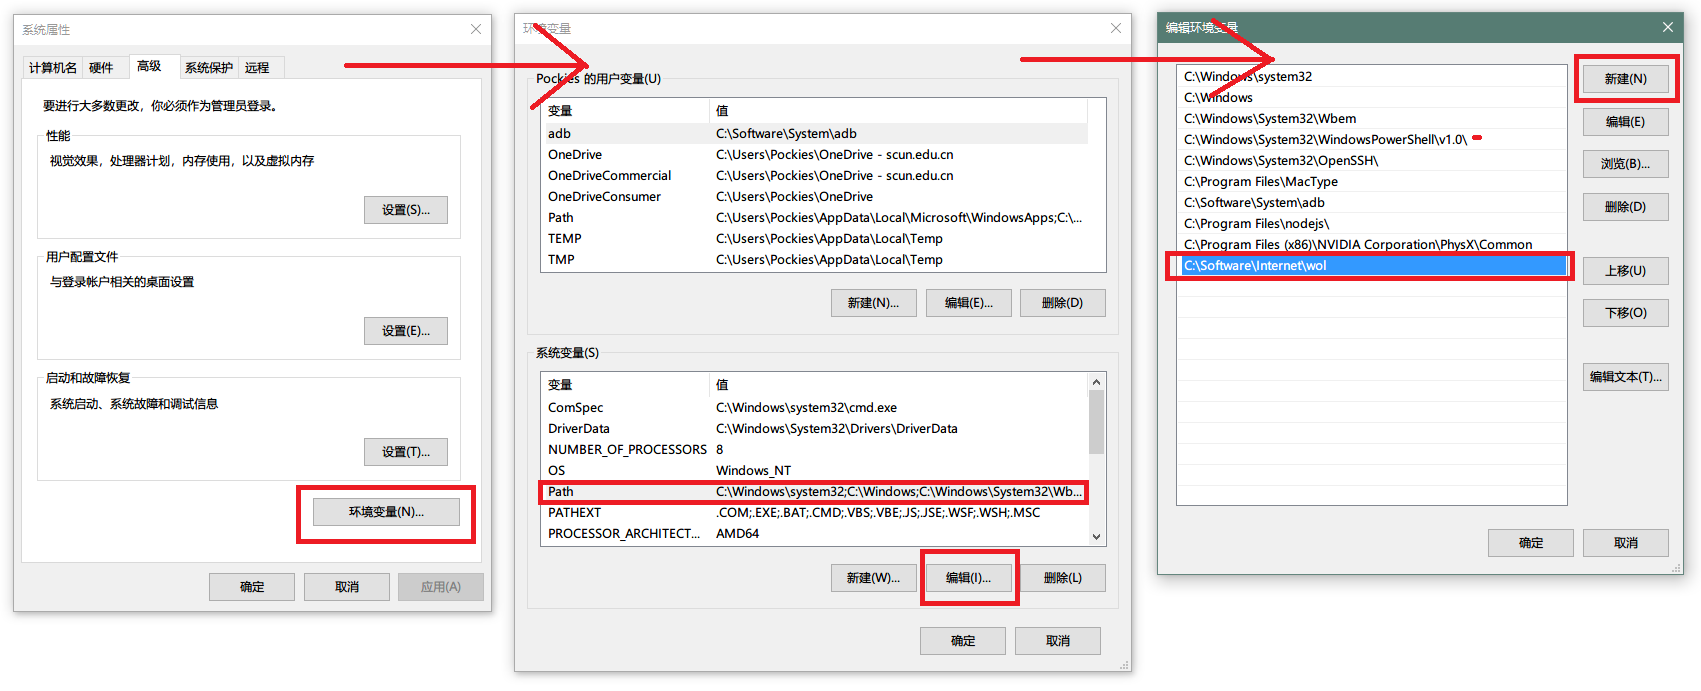 系统属性
计算机名 硬件 高级 系统保护 远程
要进行大多数更改，你必须作为管理员登录。
性能
视觉效果，处理器计划，内存使用，以及虚拟内存
设置(S)...
用户配置文件
与登录帐户相关的桌面设置
设置(E)...
启动和故障恢复
系统启动、系统故障和调试信息
设置(T)...
环境变量(N)...
确定 取消 应用(A)
环境变量
Pockies 的用户变量(U)
变量 值
adb C:\Software\System\adb
OneDrive C:\Users\Pockies\OneDrive - scun.edu.cn
OneDriveCommercial C:\Users\Pockies\OneDrive - scun.edu.cn
OneDriveConsumer C:\Users\Pockies\OneDrive
Path C:\Users\Pockies\AppData\Local\Microsoft\WindowsApps;C:\...
TEMP C:\Users\Pockies\AppData\Local\Temp
TMP C:\Users\Pockies\AppData\Local\Temp
新建(N)... 编辑(E)... 删除(D)
系统变量(S)
变量 值
ComSpec C:\Windows\system32\cmd.exe
DriverData C:\Windows\System32\Drivers\DriverData
NUMBER_OF_PROCESSORS 8
OS Windows_NT
Path C:\Windows\system32;C:\Windows;C:\Windows\System32\Wb...
PATHEXT .COM;.EXE;.BAT;.CMD;.VBS;.VBE;.JS;.JSE;.WSF;.WSH;.MSC
PROCESSOR_ARCHITECT... AMD64
新建(W)... 编辑(I)... 删除(L)
确定 取消
编辑环境变量
C:\Windows\system32
C:\Windows
C:\Windows\System32\Wbem
C:\Windows\System32\WindowsPowerShell\v1.0\
C:\Windows\System32\OpenSSH\
C:\Program Files\MacType
C:\Software\System\adb
C:\Program Files\nodejs\
C:\Program Files (x86)\NVIDIA Corporation\PhysX\Common
C:\Software\Internet\wol
新建(N)
编辑(E)
浏览(B)...
删除(D)
上移(U)
下移(O)
编辑文本(T)...
确定 取消